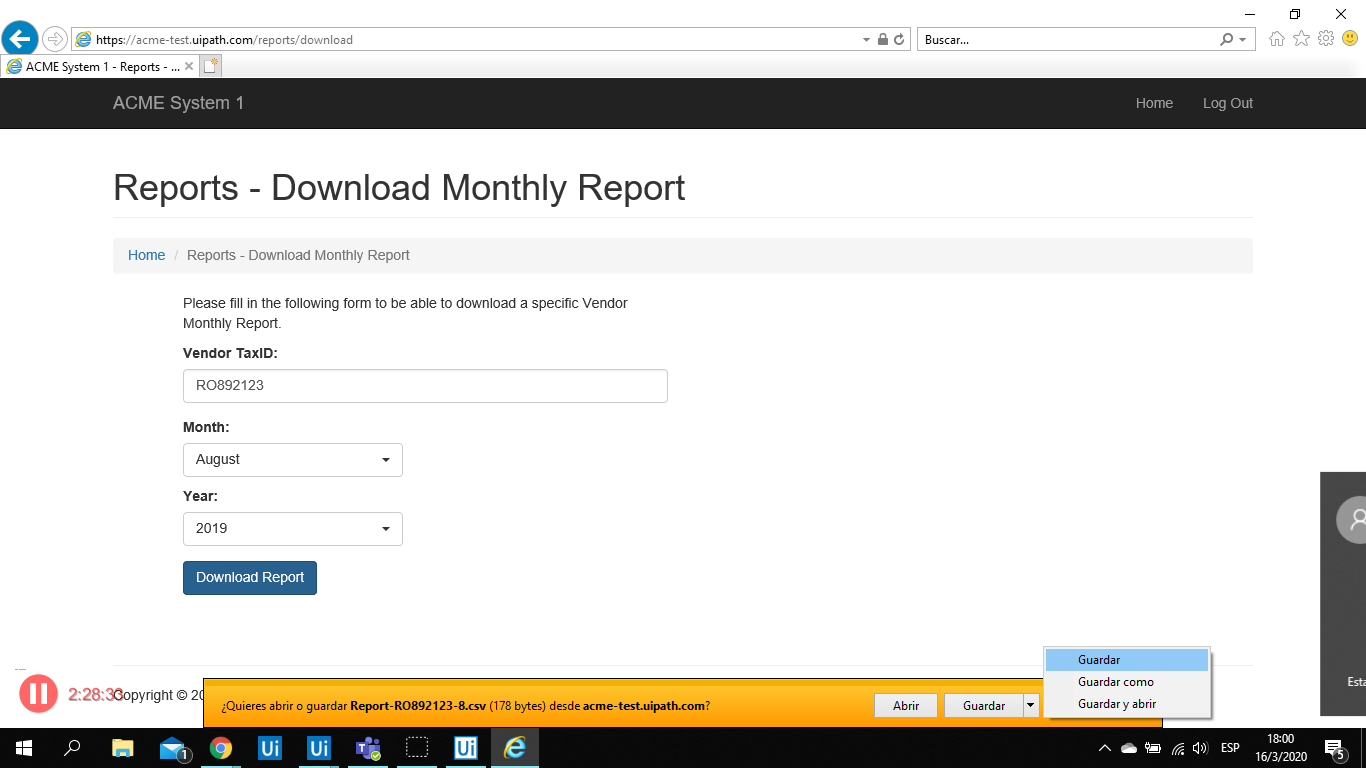 https://acme-test.uipath.com/reports/download
Buscar...
ACME System 1 - Reports - ...
ACME System 1
Home
Log Out
Reports - Download Monthly Report
Home / Reports - Download Monthly Report
Please fill in the following form to be able to download a specific Vendor
Monthly Report.
Vendor TaxID:
RO892123
Month:
August
Year:
2019
Download Report
Guardar
Guardar como
Guardar y abrir
Esta
2:28:33
Copyright © 20
¿Quieres abrir o guardar Report-RO892123-8.csv (178 bytes) desde acme-test.uipath.com?
Abrir
Guardar
1
Ui
Ui
Ui
ESP
18:00
16/3/2020
5